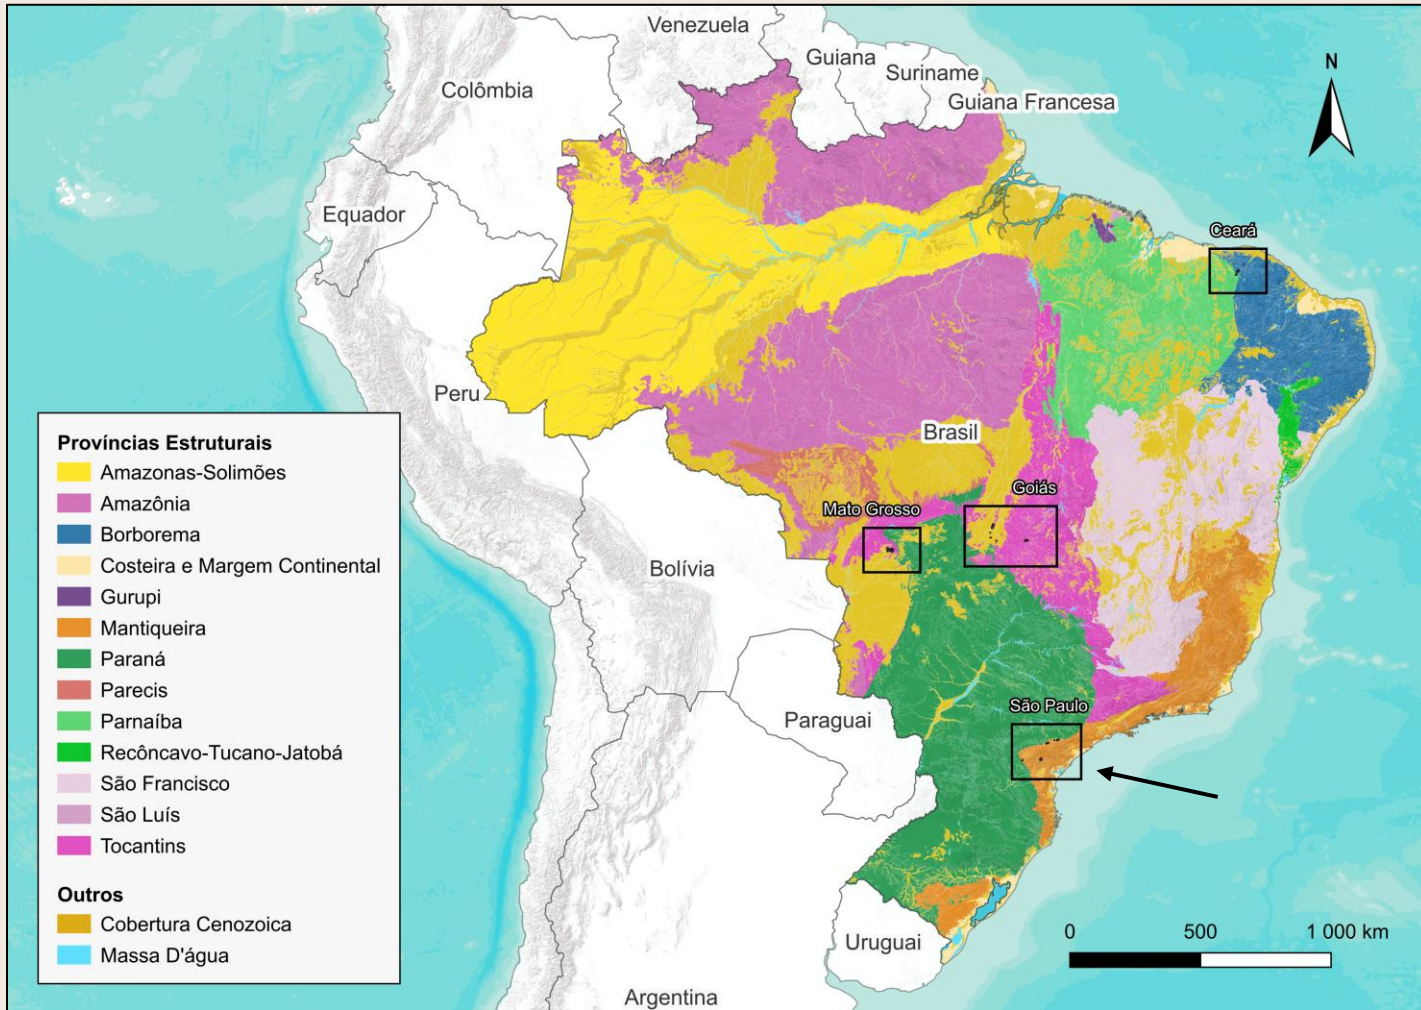 Venezuela
Guiana
Suriname
Guiana Francesa
Colômbia
N
Equador
Ceará
Peru
Brasil
Goiás
Mato Grosso
Bolívia
São Paulo
Paraguai
Uruguai
Argentina
Províncias Estruturais
Amazonas-Solimões
Amazônia
Borborema
Costeira e Margem Continental
Gurupi
Mantiqueira
Paraná
Parecis
Parnaíba
Recôncavo-Tucano-Jatobá
São Francisco
São Luís
Tocantins
Outros
Cobertura Cenozoica
Massa D'água
0 500 1 000 km